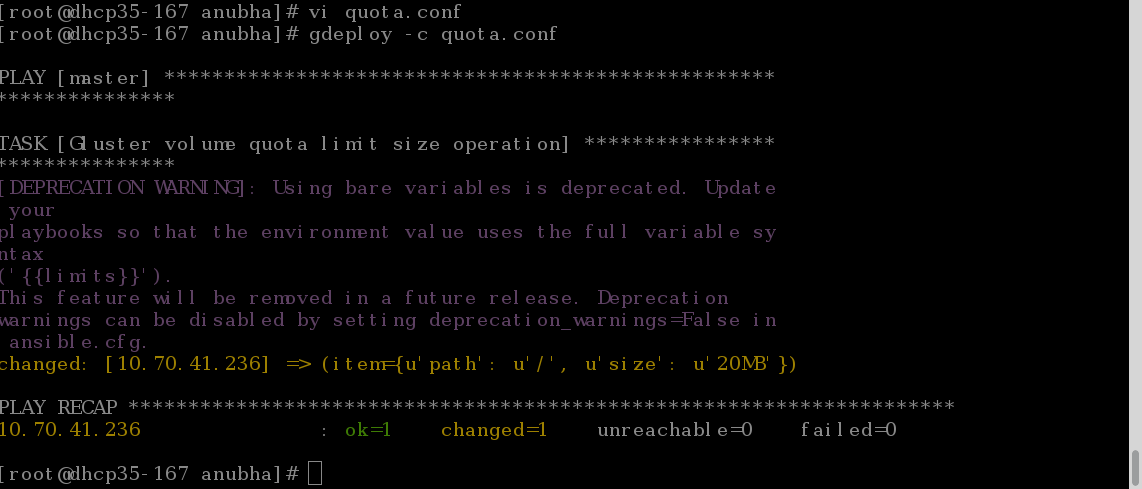 [root@dhcp35-167 anubha]# vi quota.conf
[root@dhcp35-167 anubha]# gdeploy -c quota.conf
PLAY [master] ***************************************************
***************
TASK [Gluster volume quota limit size operation] ****************
***************
[DEPRECATION WARNING]: Using bare variables is deprecated. Update
 your
playbooks so that the environment value uses the full variable sy
ntax
('{{limits}}').
This feature will be removed in a future release. Deprecation
warnings can be disabled by setting deprecation_warnings=False in
 ansible.cfg.
changed: [10.70.41.236] => (item={u'path': u'/', u'size': u'20MB'})
PLAY RECAP *********************************************************************
10.70.41.236               : ok=1    changed=1    unreachable=0    failed=0
[root@dhcp35-167 anubha]#